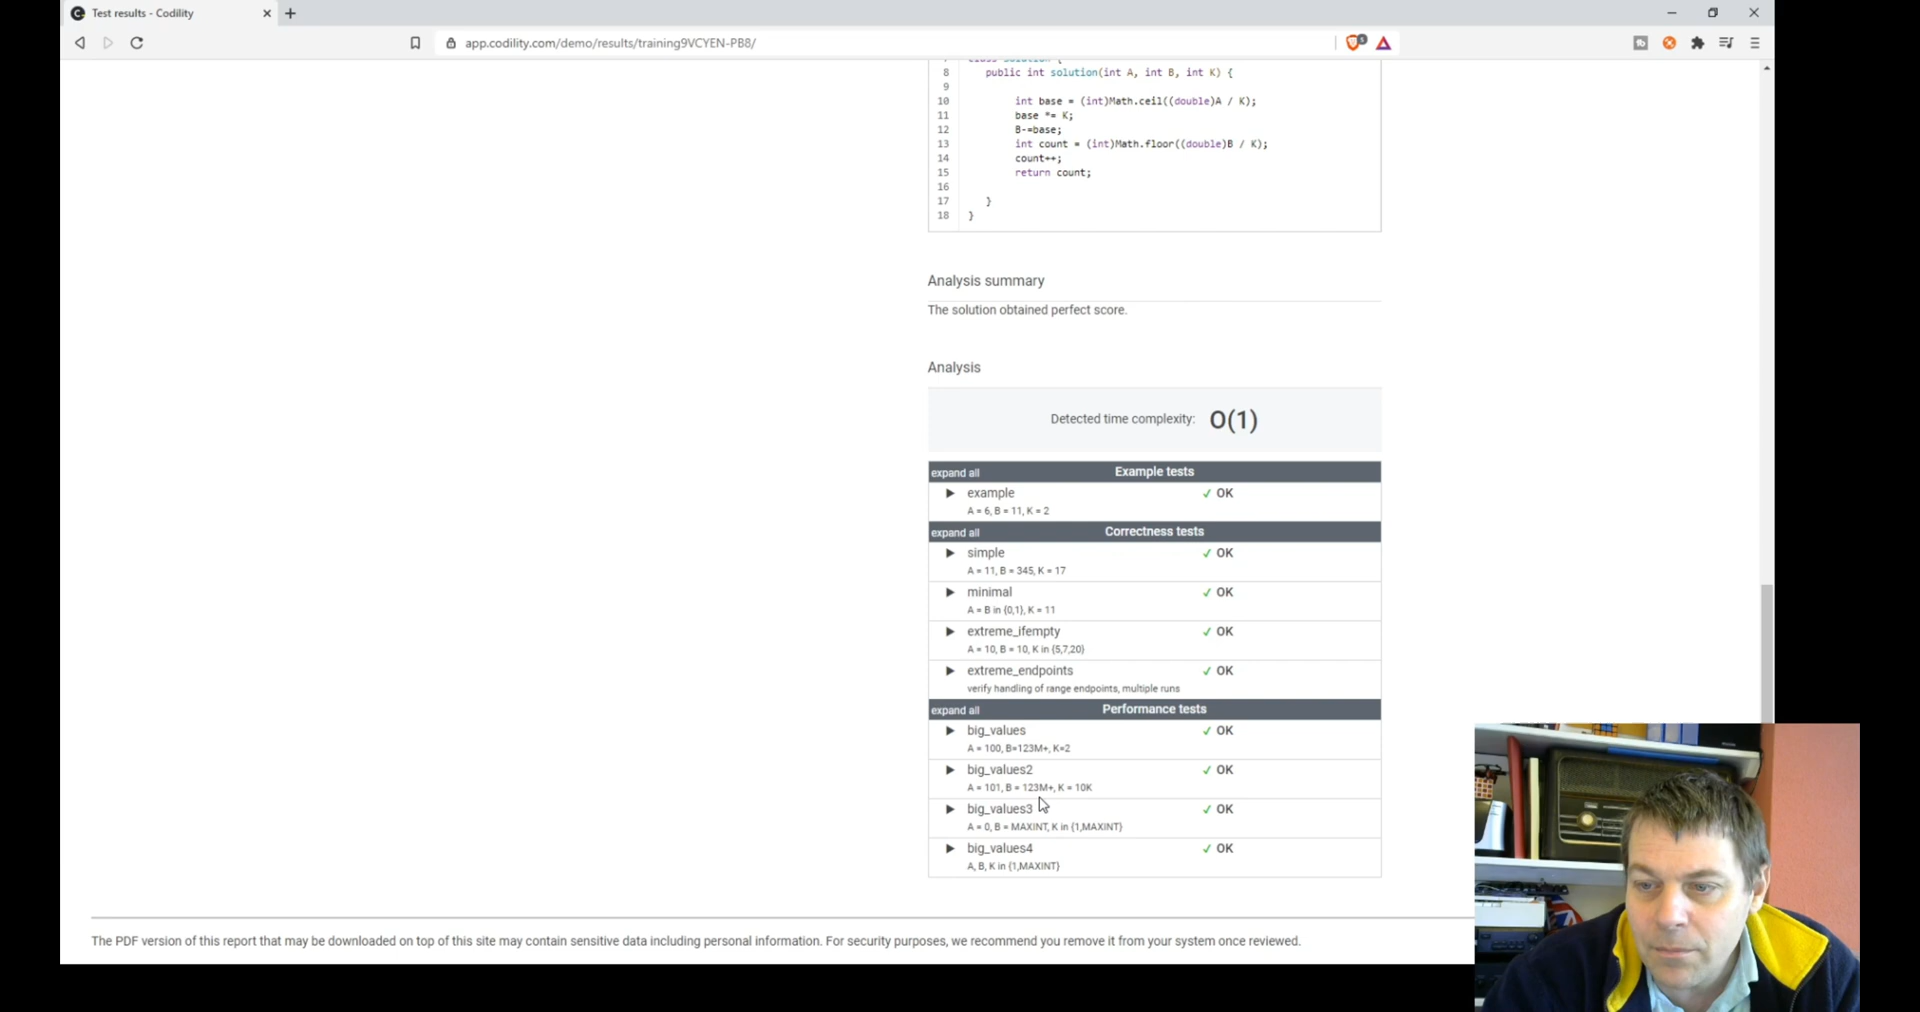 Test results - Codility
app.codility.com/demo/results/training9VCYEN-PB8/
5
8 public int solution(int A, int B, int K) {
9
10 int base = (int)Math.ceil((double)A / K);
11 base *= K;
12 B-=base;
13 int count = (int)Math.floor((double)B / K);
14 count++;
15 return count;
16
17 }
18 }
Analysis summary
The solution obtained perfect score.
Analysis
Detected time complexity: O(1)
expand all Example tests
example ✓ OK
A = 6, B = 11, K = 2
expand all Correctness tests
simple ✓ OK
A = 11, B = 345, K = 17
minimal ✓ OK
A = B in {0,1}, K = 11
extreme_ifempty ✓ OK
A = 10, B = 10, K in {5,7,20}
extreme_endpoints ✓ OK
verify handling of range endpoints, multiple runs
expand all Performance tests
big_values ✓ OK
A = 100, B=123M+, K=2
big_values2 ✓ OK
A = 101, B = 123M+, K = 10K
big_values3 ✓ OK
A = 0, B = MAXINT, K in {1,MAXINT}
big_values4 ✓ OK
A, B, K in {1,MAXINT}
The PDF version of this report that may be downloaded on top of this site may contain sensitive data including personal information. For security purposes, we recommend you remove it from your system once reviewed.